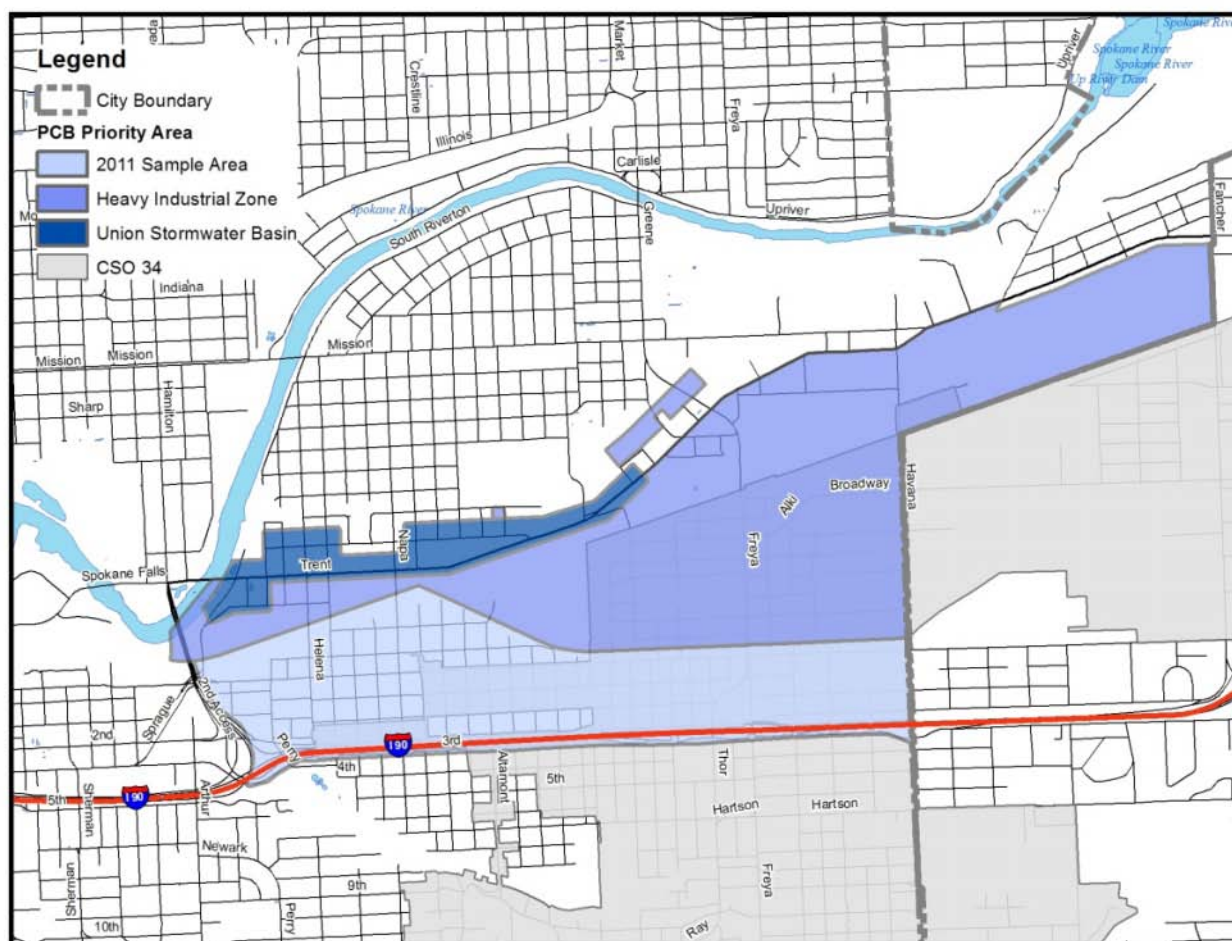 Legend
City Boundary
PCB Priority Area
2011 Sample Area
Heavy Industrial Zone
Union Stormwater Basin
CSO 34
Crestline
Market
Illinois
Freya
Carlisle
Greene
Upriver
Upriver
Spokane River
Spokane River
Up River Dam
Fancher
Spokane River
South Riverton
Indiana
Mission
Mission
Mission
Sharp
Hamilton
Napa
Trent
Spokane Falls
Helena
Freya
Alki
Broadway
Havana
Sprague
2nd Access
2nd
Perry
190
3rd
4th
5th
190
Sherman
Arthur
Altamont
5th
Thor
Hartson
Hartson
Newark
Sherman
9th
Perry
10th
Freya
Ray